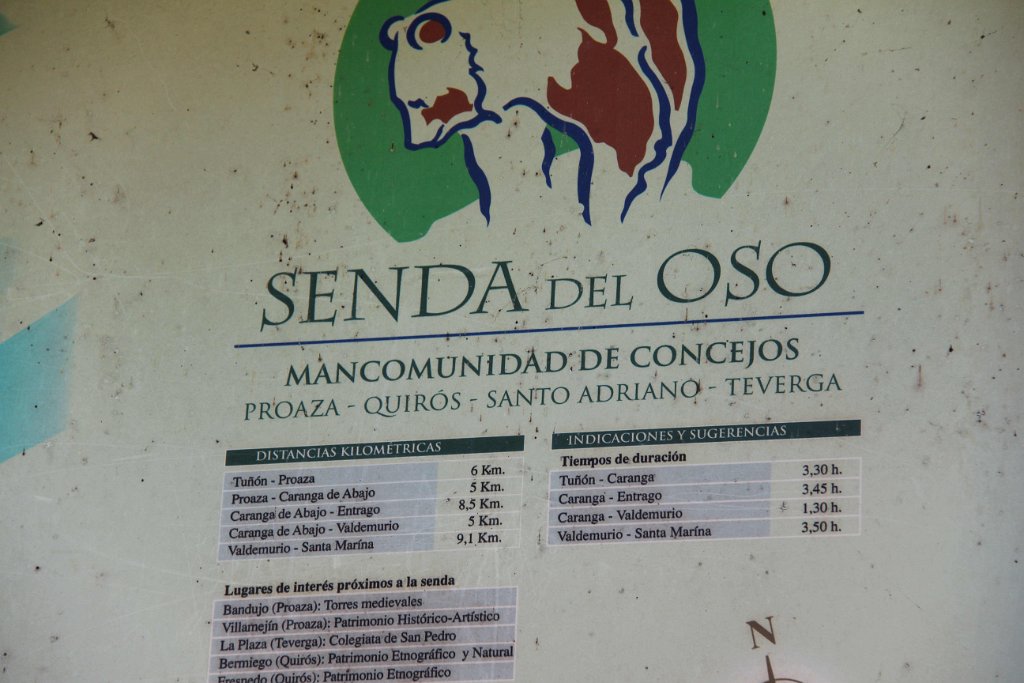 SENDA DEL OSO
MANCOMUNIDAD DE CONCEJOS
PROAZA - QUIRÓS - SANTO ADRIANO - TEVERGA
DISTANCIAS KILOMÉTRICAS
Tuñón - Proaza 6 Km.
Proaza - Caranga de Abajo 5 Km.
Caranga de Abajo - Entrago 8,5 Km.
Caranga de Abajo - Valdemurio 5 Km.
Valdemurio - Santa Marína 9,1 Km.
INDICACIONES Y SUGERENCIAS
Tiempos de duración
Tuñón - Caranga 3,30 h.
Caranga - Entrago 3,45 h.
Caranga - Valdemurio 1,30 h.
Valdemurio - Santa Marína 3,50 h.
Lugares de interés próximos a la senda
Bandujo (Proaza): Torres medievales
Villamejín (Proaza): Patrimonio Histórico-Artístico
La Plaza (Teverga): Colegiata de San Pedro
Bermiego (Quirós): Patrimonio Etnográfico y Natural
Fresnedo (Quirós): Patrimonio Etnográfico
N